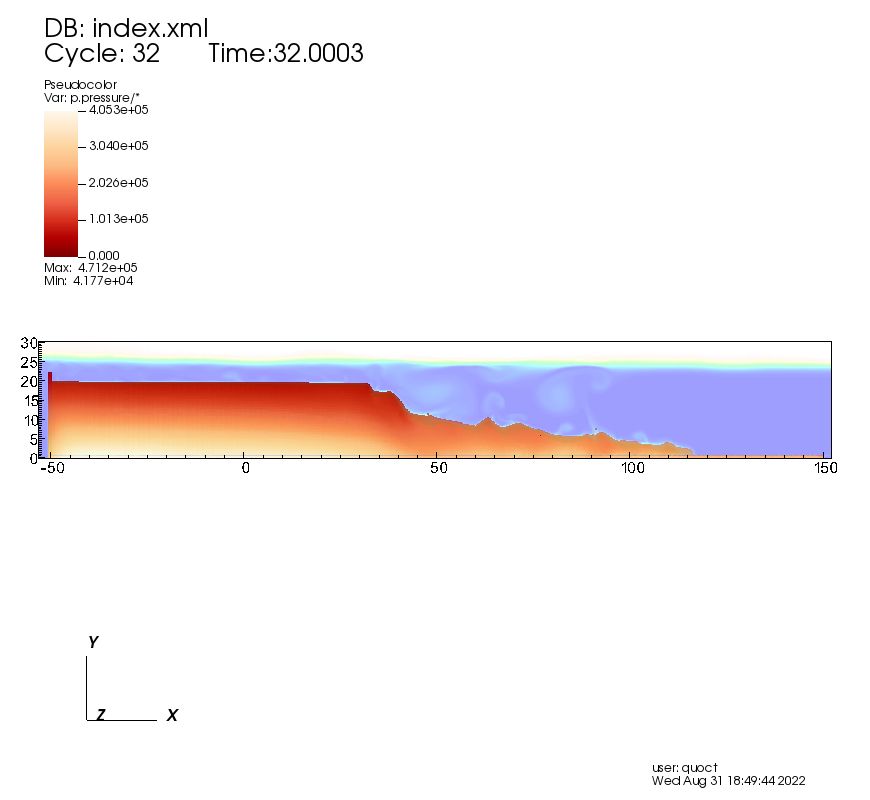 DB: index.xml
Cycle: 32 Time:32.0003
Pseudocolor
Var: p.pressure/*
4.053e+05
3.040e+05
2.026e+05
1.013e+05
0.000
Max: 4.712e+05
Min: 4.177e+04
30
25
20
15
10
5
0
-50 0 50 100 150
Y
Z X
user: quoct
Wed Aug 31 18:49:44 2022